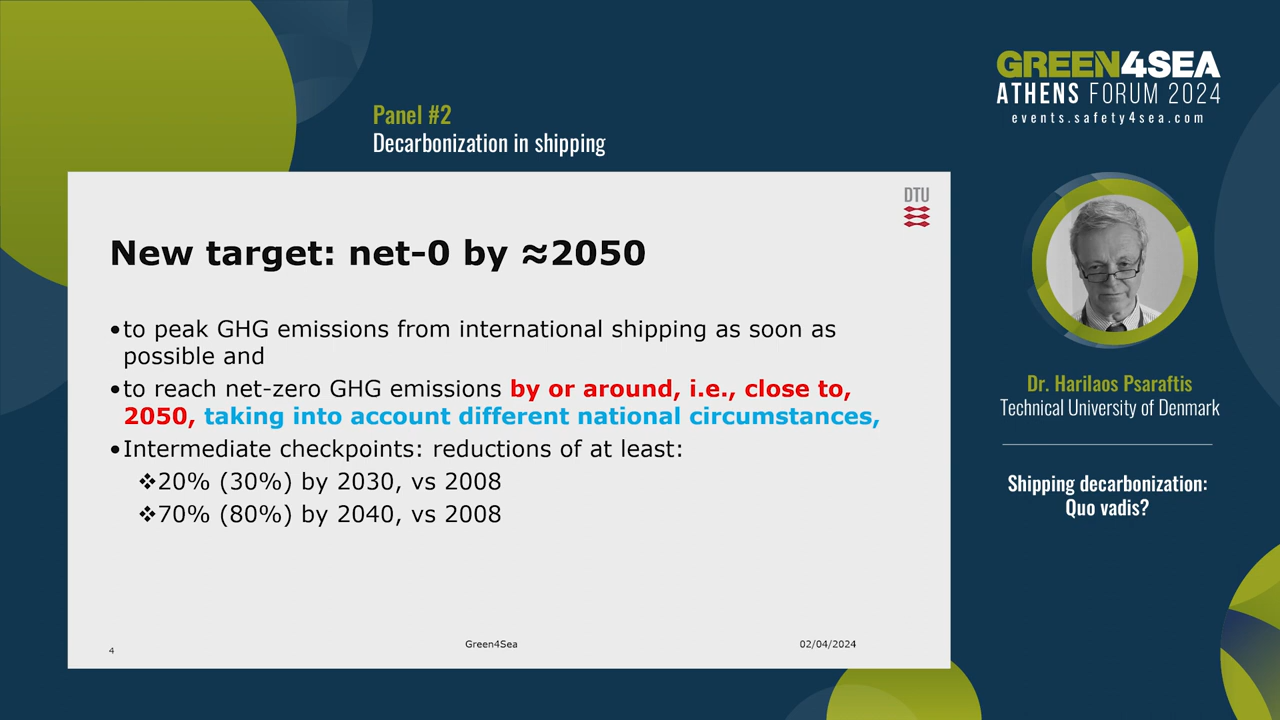 GREEN4SEA
ATHENS FORUM 2024
events.safety4sea.com
Panel #2
Decarbonization in shipping
DTU
New target: net-0 by ≈2050
•to peak GHG emissions from international shipping as soon as
possible and
•to reach net-zero GHG emissions by or around, i.e., close to,
2050, taking into account different national circumstances,
•Intermediate checkpoints: reductions of at least:
❖20% (30%) by 2030, vs 2008
❖70% (80%) by 2040, vs 2008
4
Green4Sea
02/04/2024
Dr. Harilaos Psaraftis
Technical University of Denmark
Shipping decarbonization:
Quo vadis?